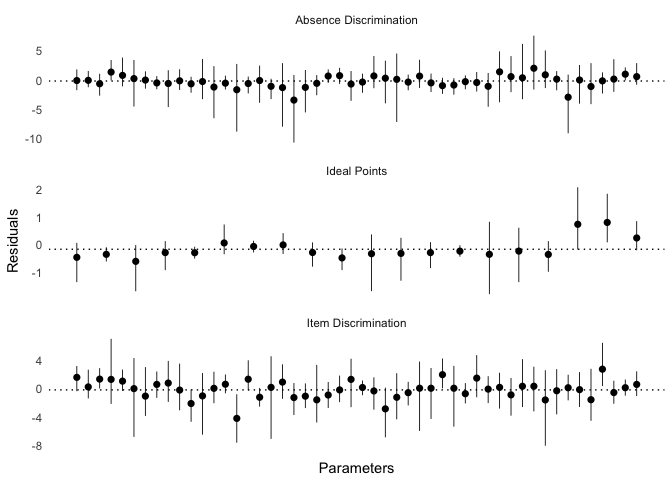 Absence Discrimination
5
0
-5
-10
Ideal Points
2
1
0
-1
Residuals
Item Discrimination
4
0
-4
-8
Parameters